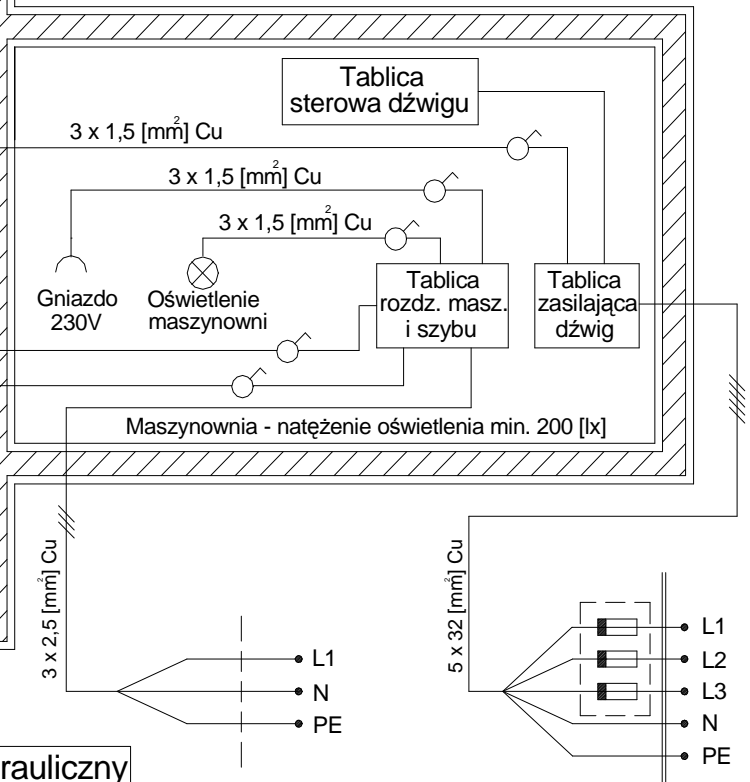 Tablica
sterowa dźwigu
3 x 1,5 [mm²] Cu
3 x 1,5 [mm²] Cu
3 x 1,5 [mm²] Cu
Gniazdo
230V
Oświetlenie
maszynowni
Tablica
rozdz. masz.
i szybu
Tablica
zasilająca
dźwig
Maszynownia - natężenie oświetlenia min. 200 [lx]
3 x 2,5 [mm²] Cu
5 x 32 [mm²] Cu
L1
N
PE
L1
L2
L3
N
PE
rauliczny